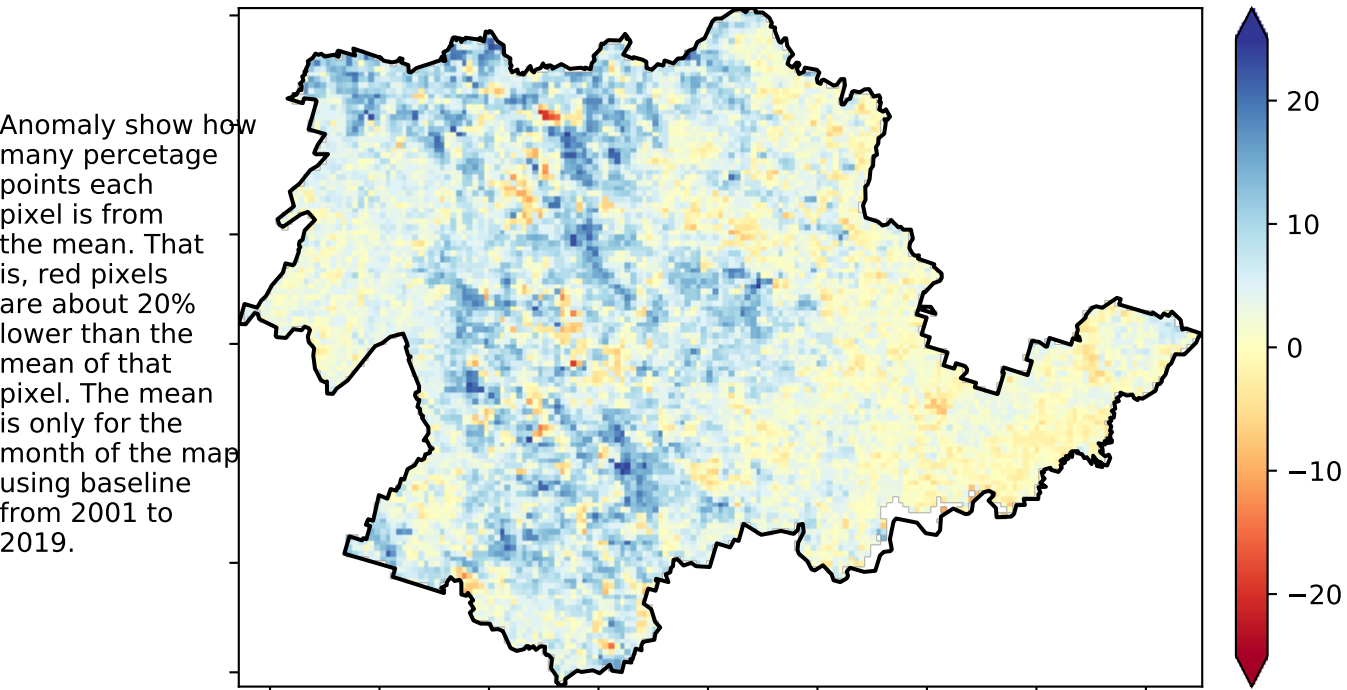 Anomaly show how
many percetage
points each
pixel is from
the mean. That
is, red pixels
are about 20%
lower than the
mean of that
pixel. The mean
is only for the
month of the map
using baseline
from 2001 to
2019.
20
10
0
−10
−20